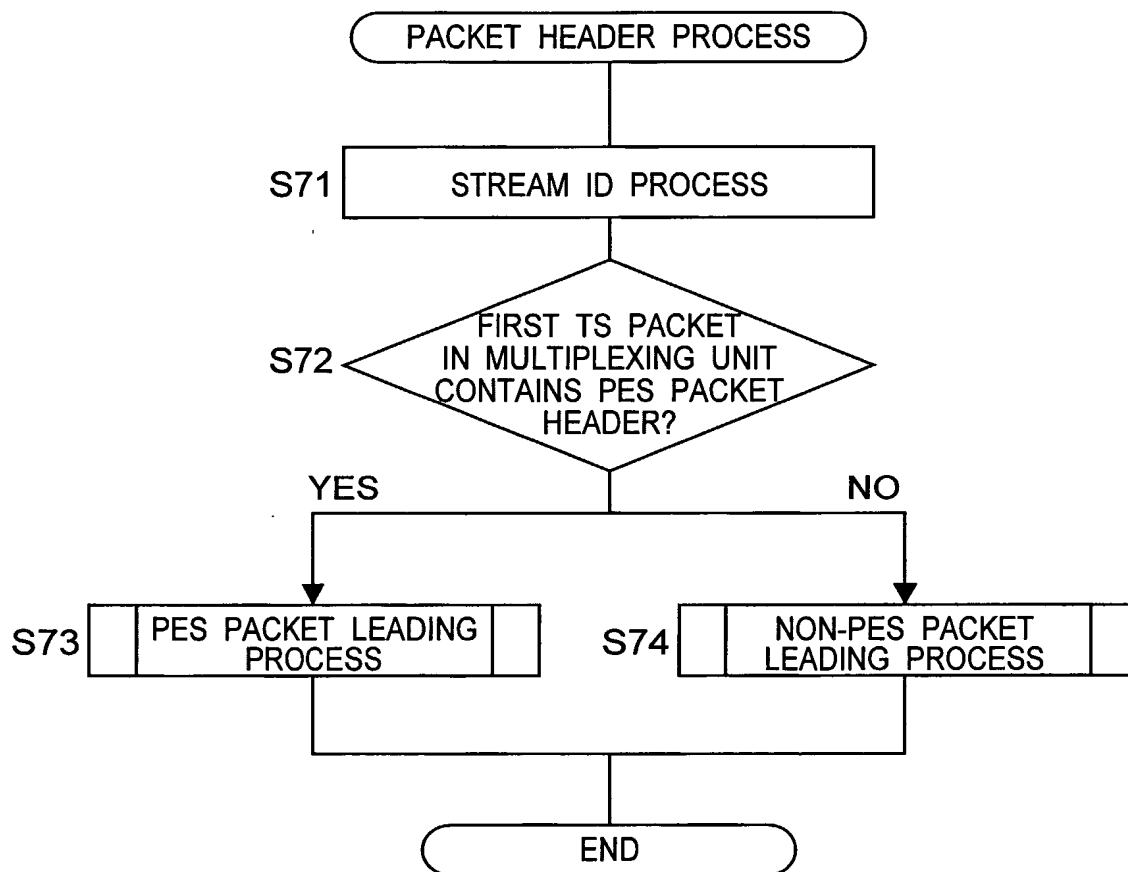 PACKET HEADER PROCESS
S71
STREAM ID PROCESS
S72
FIRST TS PACKET
IN MULTIPLEXING UNIT
CONTAINS PES PACKET
HEADER?
YES
NO
S73
PES PACKET LEADING
PROCESS
S74
NON-PES PACKET
LEADING PROCESS
END